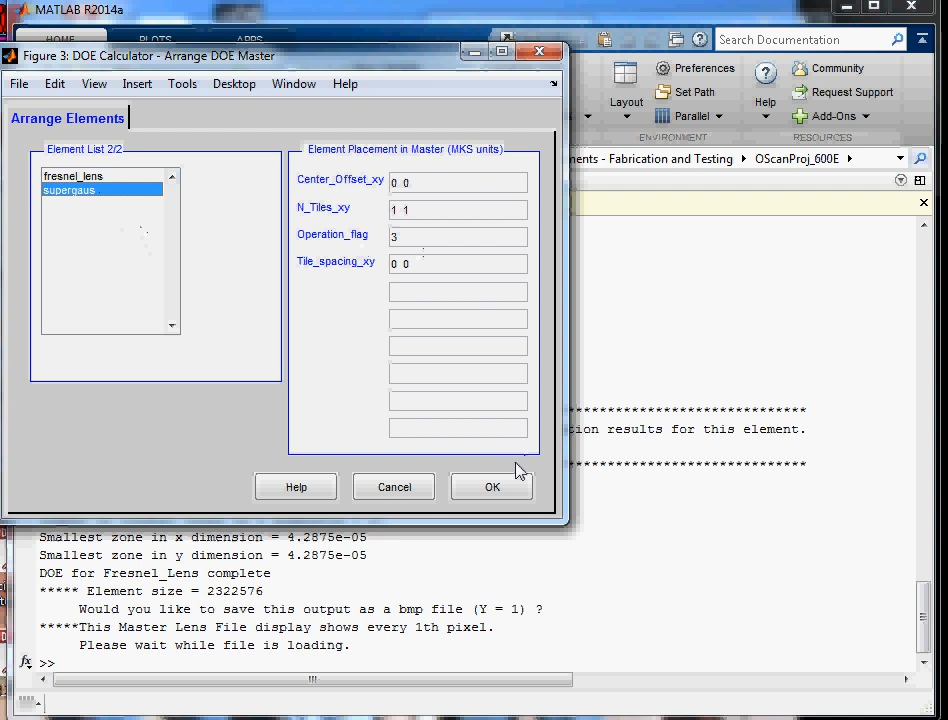 MATLAB R2014a
HOME PLOTS APPS
Search Documentation
Figure 3: DOE Calculator - Arrange DOE Master
File Edit View Insert Tools Desktop Window Help
Layout
Preferences
Set Path
Parallel
Help
Community
Request Support
Add-Ons
ENVIRONMENT RESOURCES
ments - Fabrication and Testing OScanProj_600E
Arrange Elements
Element List 2/2
fresnel_lens
supergaus
Element Placement in Master (MKS units)
Center_Offset_xy 0 0
N_Tiles_xy 1 1
Operation_flag 3
Tile_spacing_xy 0 0
Help Cancel OK
******************************
tion results for this element.
******************************
Smallest zone in x dimension = 4.2875e-05
Smallest zone in y dimension = 4.2875e-05
DOE for Fresnel_Lens complete
***** Element size = 2322576
Would you like to save this output as a bmp file (Y = 1) ?
*****This Master Lens File display shows every 1th pixel.
Please wait while file is loading.
fx >>